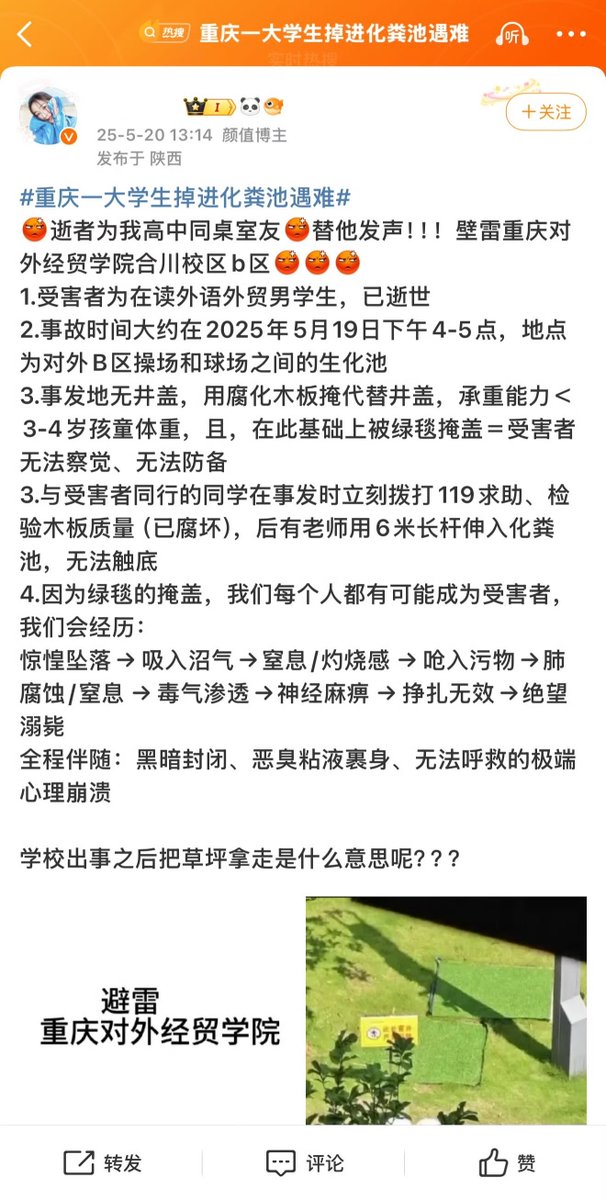 热搜 重庆一大学生掉进化粪池遇难 听
实时热搜
I
+关注
25-5-20 13:14 颜值博主
发布于 陕西
#重庆一大学生掉进化粪池遇难#
逝者为我高中同桌室友替他发声！！！壁雷重庆对
外经贸学院合川校区b区
1.受害者为在读外语外贸男学生，已逝世
2.事故时间大约在2025年5月19日下午4-5点，地点
为对外B区操场和球场之间的生化池
3.事发地无井盖，用腐化木板掩代替井盖，承重能力＜
3-4岁孩童体重，且，在此基础上被绿毯掩盖＝受害者
无法察觉、无法防备
3.与受害者同行的同学在事发时立刻拨打119求助、检
验木板质量（已腐坏），后有老师用6米长杆伸入化粪
池，无法触底
4.因为绿毯的掩盖，我们每个人都有可能成为受害者，
我们会经历：
惊惶坠落→吸入沼气→窒息/灼烧感→呛入污物→肺
腐蚀/窒息→毒气渗透→神经麻痹→挣扎无效→绝望
溺毙
全程伴随：黑暗封闭、恶臭粘液裹身、无法呼救的极端
心理崩溃
学校出事之后把草坪拿走是什么意思呢？？？
避雷
重庆对外经贸学院
转发 评论 赞